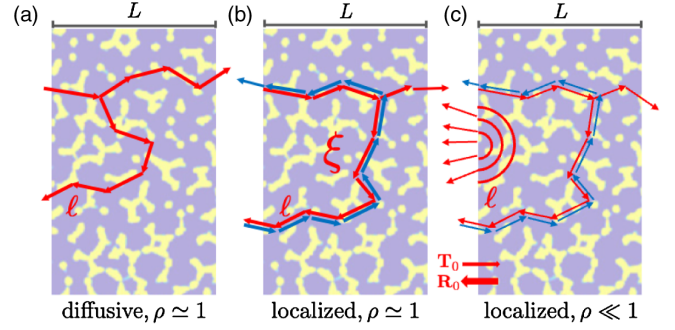 (a) L (b) L (c) L
ξ
ℓ ℓ ℓ
T₀
R₀
diffusive, ρ ≃ 1 localized, ρ ≃ 1 localized, ρ ≪ 1